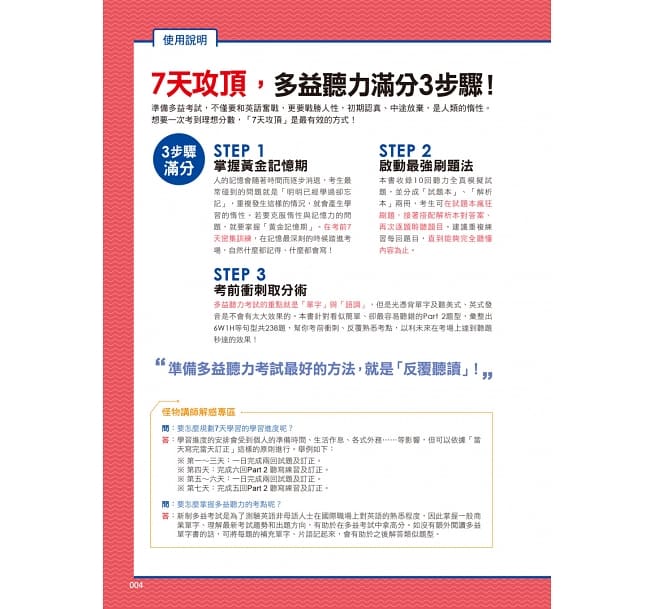 使用說明
7天攻頂,多益聽力滿分3步驟!
準備多益考試,不僅要和英語奮戰,更要戰勝人性,初期認真、中途放棄,是人類的惰性。
想要一次考到理想分數,「7天攻頂」是最有效的方式!
3步驟
滿分
STEP 1
掌握黃金記憶期
人的記憶會隨著時間而逐步消退,考生最
常碰到的問題就是「明明已經學過卻忘
記」,重複發生這樣的情況,就會產生學
習的惰性。若要克服惰性與記憶力的問
題,就要掌握「黃金記憶期」。在考前7
天密集訓練,在記憶最深刻的時候踏進考
場,自然什麼都記得、什麼都會寫!
STEP 2
啟動最強刷題法
本書收錄10回聽力全真模擬試
題,並分成「試題本」、「解析
本」兩冊,考生可在試題本瘋狂
刷題,接著搭配解析本對答案、
再次逐題聆聽題目。建議重複練
習每回題目,直到能夠完全聽懂
內容為止。
STEP 3
考前衝刺取分術
多益聽力考試的重點就是「單字」與「語調」,但是光憑背單字及聽美式、英式發
音是不會有太大效果的。本書針對看似簡單、卻最容易聽錯的Part 2題型,彙整出
6W1H等句型共238題,幫你考前衝刺、反覆熟悉考點,以利未來在考場上達到聽題
秒達的效果!
“準備多益聽力考試最好的方法,就是「反覆聽讀」!”
怪物講師解惑專區
問:要怎麼規劃7天學習的學習進度呢?
答:學習進度的安排會受到個人的準備時間、生活作息、各式外務……等影響,但可以依據「當
天寫完當天訂正」這樣的原則進行。舉例如下:
※ 第一~三天:一日完成兩回試題及訂正。
※ 第四天:完成六回Part 2 聽寫練習及訂正。
※ 第五~六天:一日完成兩回試題及訂正。
※ 第七天:完成五回Part 2 聽寫練習及訂正。
問:要怎麼掌握多益聽力的考點呢?
答:新制多益考試是為了測驗英語非母語人士在國際職場上對英語的熟悉程度,因此掌握一般商
業單字、理解最新考試趨勢和出題方向,有助於在多益考試中拿高分。如沒有額外閱讀多益
單字書的話,可將每題的補充單字、片語記起來,會有助於之後解答類似題型。
004